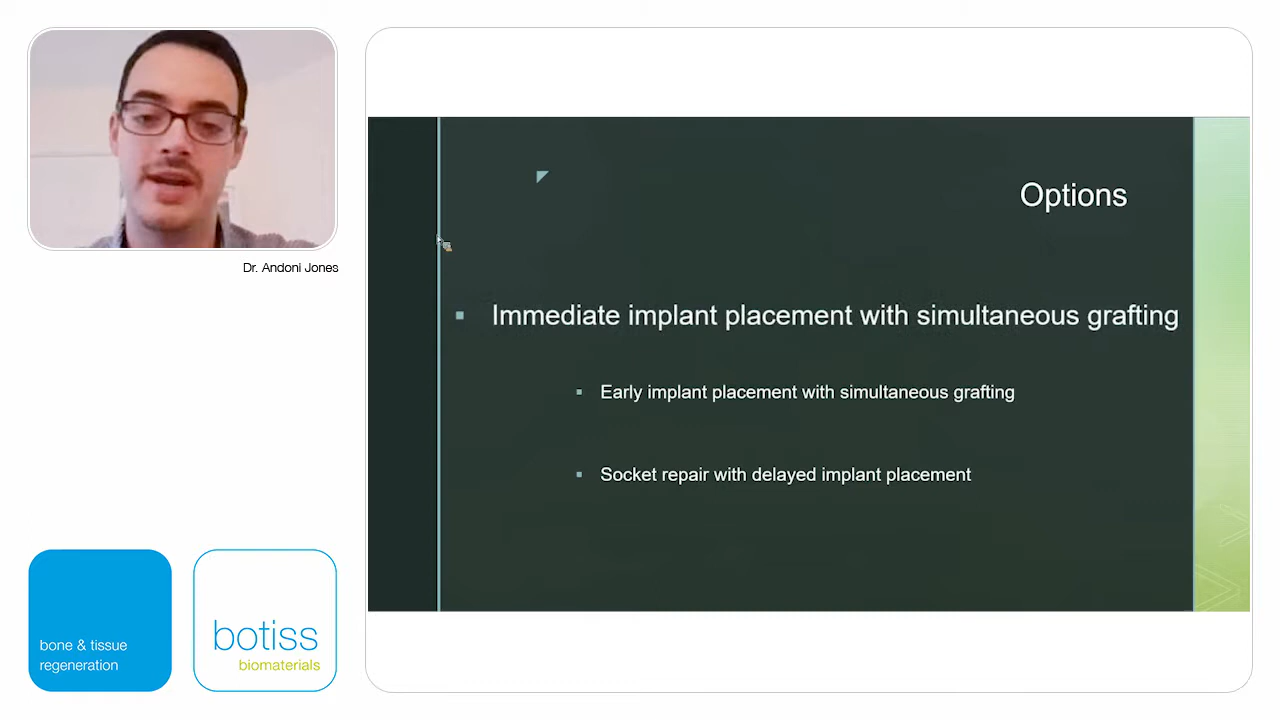 Dr. Andoni Jones
Options
Immediate implant placement with simultaneous grafting
Early implant placement with simultaneous grafting
Socket repair with delayed implant placement
bone & tissue
regeneration
botiss
biomaterials